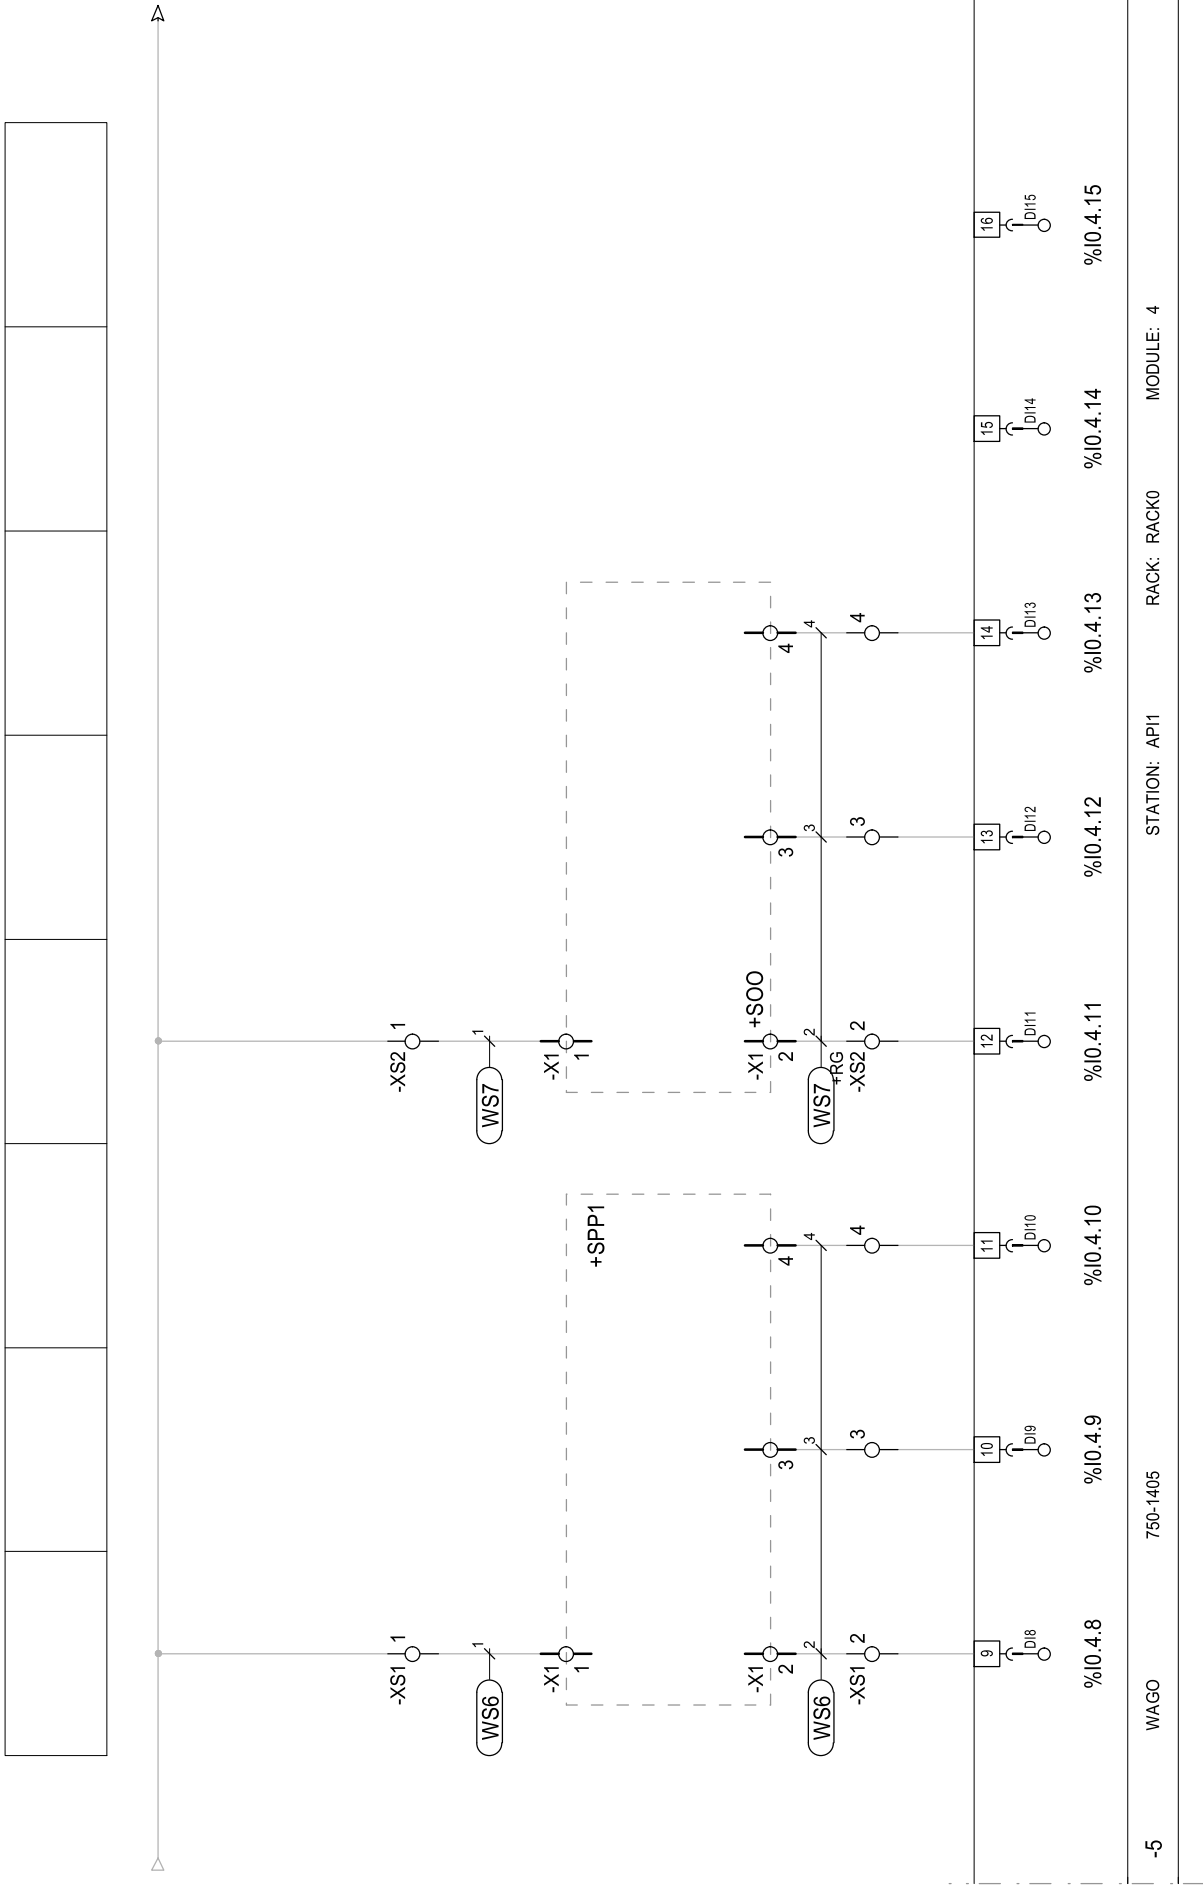 -XS1 1
-XS2 1
WS6 1
WS7 1
-X1 1
-X1 1
+SPP1
+SOO
-X1 2
3
4
-X1 2
3
4
WS6 2 3 4
WS7 2 3 4
+RG
-XS1 2
3
4
-XS2 2
3
4
9 10 11 12 13 14 15 16
DI8 DI9 DI10 DI11 DI12 DI13 DI14 DI15
%I0.4.8 %I0.4.9 %I0.4.10 %I0.4.11 %I0.4.12 %I0.4.13 %I0.4.14 %I0.4.15
-5 WAGO 750-1405 STATION: API1 RACK: RACK0 MODULE: 4